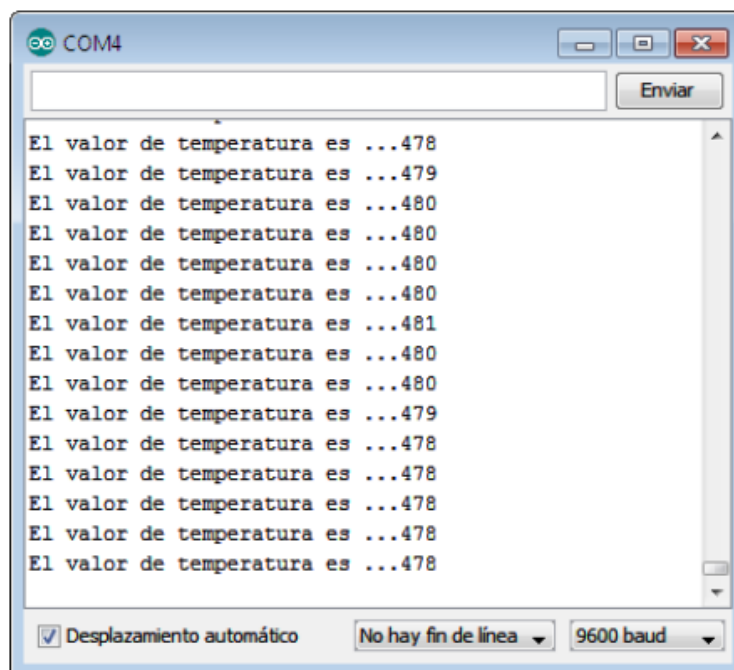 COM4
Enviar
El valor de temperatura es ...478
El valor de temperatura es ...479
El valor de temperatura es ...480
El valor de temperatura es ...480
El valor de temperatura es ...480
El valor de temperatura es ...480
El valor de temperatura es ...481
El valor de temperatura es ...480
El valor de temperatura es ...480
El valor de temperatura es ...479
El valor de temperatura es ...478
El valor de temperatura es ...478
El valor de temperatura es ...478
El valor de temperatura es ...478
El valor de temperatura es ...478
Desplazamiento automático No hay fin de línea 9600 baud